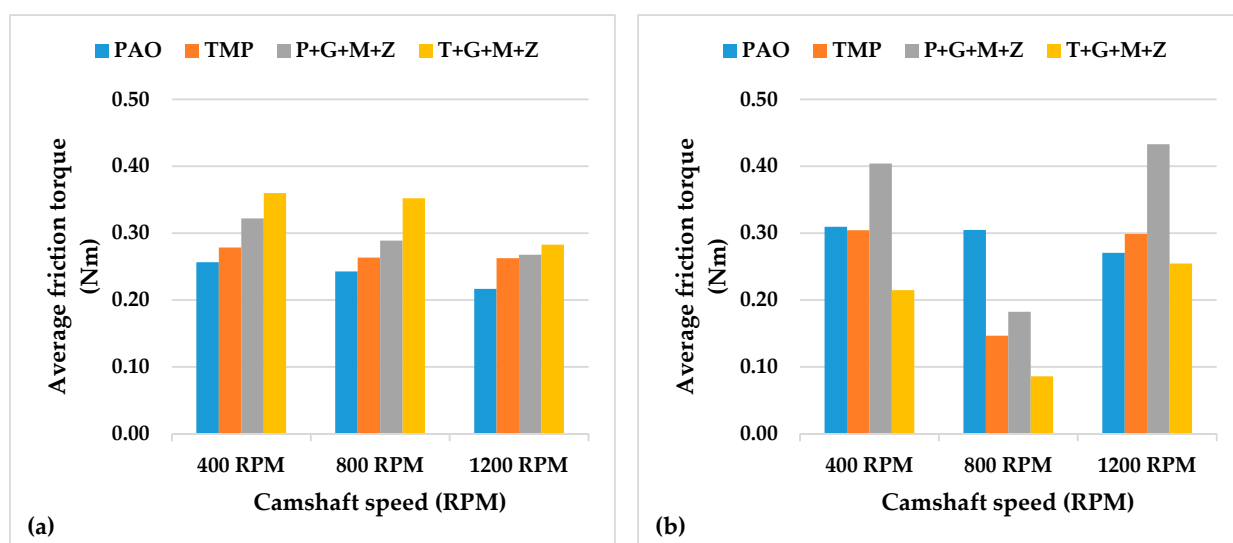 PAO TMP P+G+M+Z T+G+M+Z
0.50
0.40
0.30
0.20
0.10
0.00
Average friction torque
(Nm)
400 RPM 800 RPM 1200 RPM
Camshaft speed (RPM)
(a)
PAO TMP P+G+M+Z T+G+M+Z
0.50
0.40
0.30
0.20
0.10
0.00
Average friction torque
(Nm)
400 RPM 800 RPM 1200 RPM
Camshaft speed (RPM)
(b)